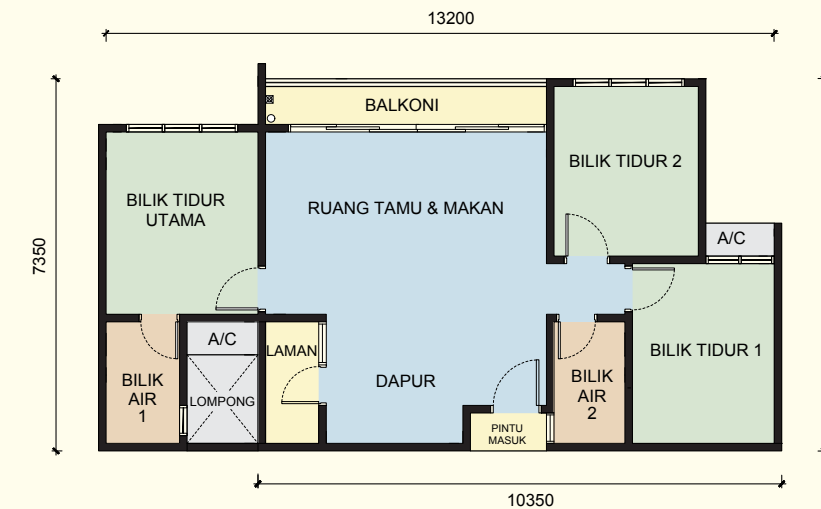 13200
BALKONI
BILIK TIDUR 2
BILIK TIDUR
UTAMA
RUANG TAMU & MAKAN
A/C
7350
A/C
LAMAN
BILIK TIDUR 1
BILIK
AIR
1
LOMPONG
DAPUR
BILIK
AIR
2
PINTU
MASUK
10350